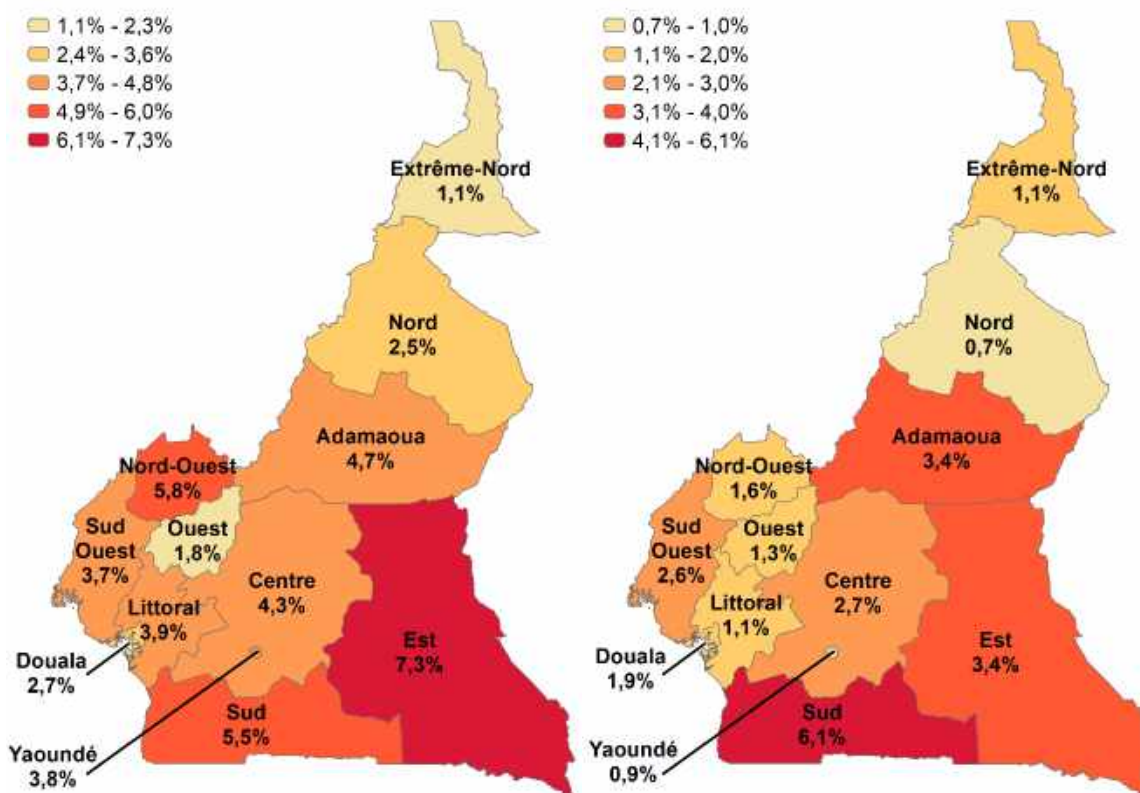 1,1% - 2,3%
2,4% - 3,6%
3,7% - 4,8%
4,9% - 6,0%
6,1% - 7,3%
Extrême-Nord
1,1%
Nord
2,5%
Adamaoua
4,7%
Nord-Ouest
5,8%
Ouest
1,8%
Sud
Ouest
3,7%
Centre
4,3%
Littoral
3,9%
Est
7,3%
Douala
2,7%
Sud
5,5%
Yaoundé
3,8%
0,7% - 1,0%
1,1% - 2,0%
2,1% - 3,0%
3,1% - 4,0%
4,1% - 6,1%
Extrême-Nord
1,1%
Nord
0,7%
Adamaoua
3,4%
Nord-Ouest
1,6%
Ouest
1,3%
Sud
Ouest
2,6%
Centre
2,7%
Littoral
1,1%
Est
3,4%
Douala
1,9%
Sud
6,1%
Yaoundé
0,9%